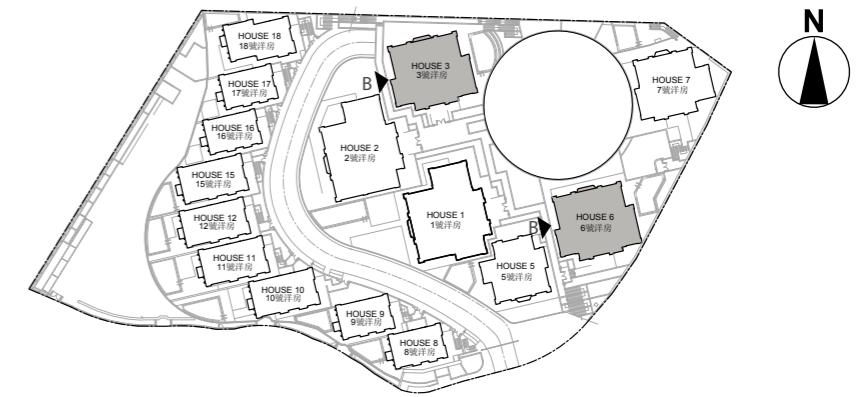 N
HOUSE 18
18號洋房
HOUSE 17
17號洋房
HOUSE 16
16號洋房
HOUSE 15
15號洋房
HOUSE 12
12號洋房
HOUSE 11
11號洋房
HOUSE 10
10號洋房
HOUSE 9
9號洋房
HOUSE 8
8號洋房
HOUSE 3
3號洋房
B
HOUSE 2
2號洋房
HOUSE 1
1號洋房
HOUSE 7
7號洋房
HOUSE 6
6號洋房
B
HOUSE 5
5號洋房